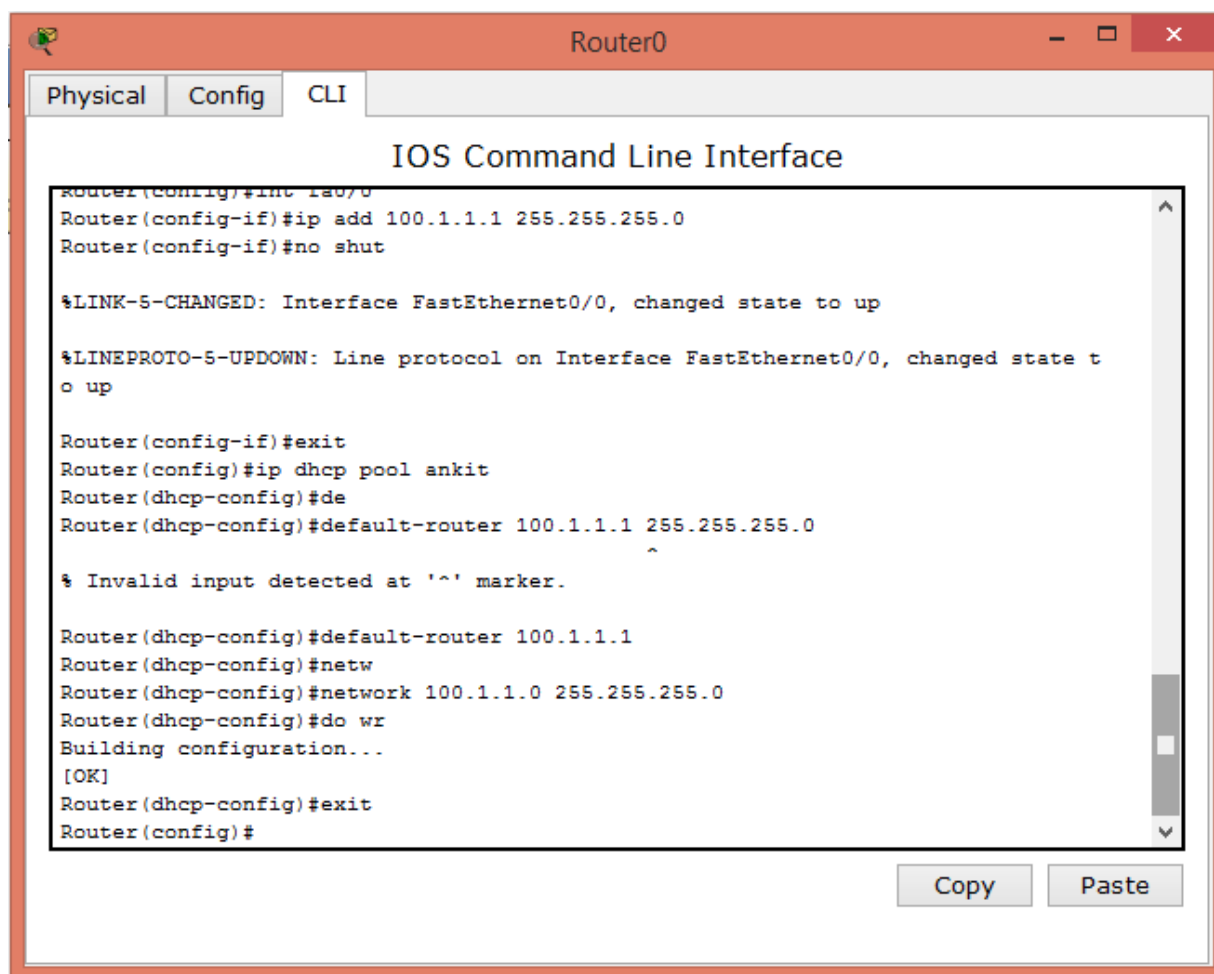 Router0
Physical Config CLI
IOS Command Line Interface
Router(config)#int fa0/0
Router(config-if)#ip add 100.1.1.1 255.255.255.0
Router(config-if)#no shut
%LINK-5-CHANGED: Interface FastEthernet0/0, changed state to up
%LINEPROTO-5-UPDOWN: Line protocol on Interface FastEthernet0/0, changed state t
o up
Router(config-if)#exit
Router(config)#ip dhcp pool ankit
Router(dhcp-config)#de
Router(dhcp-config)#default-router 100.1.1.1 255.255.255.0
^
% Invalid input detected at '^' marker.
Router(dhcp-config)#default-router 100.1.1.1
Router(dhcp-config)#netw
Router(dhcp-config)#network 100.1.1.0 255.255.255.0
Router(dhcp-config)#do wr
Building configuration...
[OK]
Router(dhcp-config)#exit
Router(config)#
Copy Paste